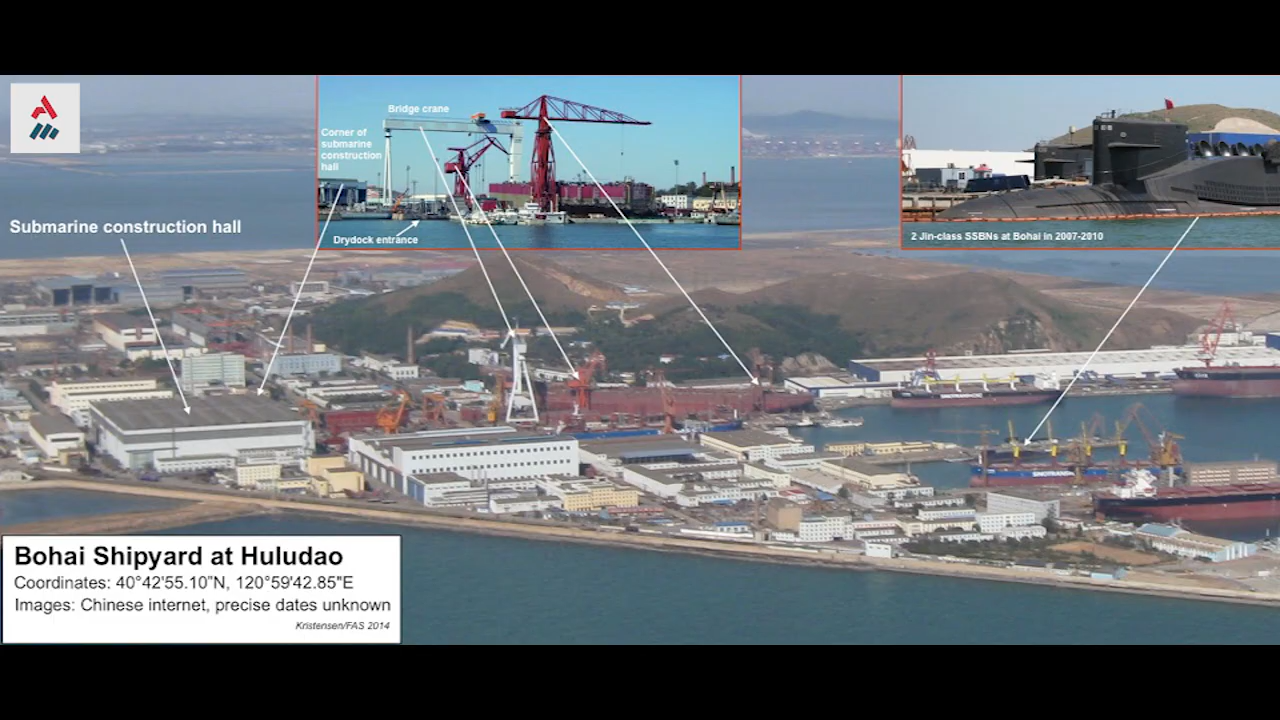 Bridge crane
Corner of
submarine
construction
hall
Drydock entrance
2 Jin-class SSBNs at Bohai in 2007-2010
Submarine construction hall
Bohai Shipyard at Huludao
Coordinates: 40°42'55.10"N, 120°59'42.85"E
Images: Chinese internet, precise dates unknown
Kristensen/FAS 2014